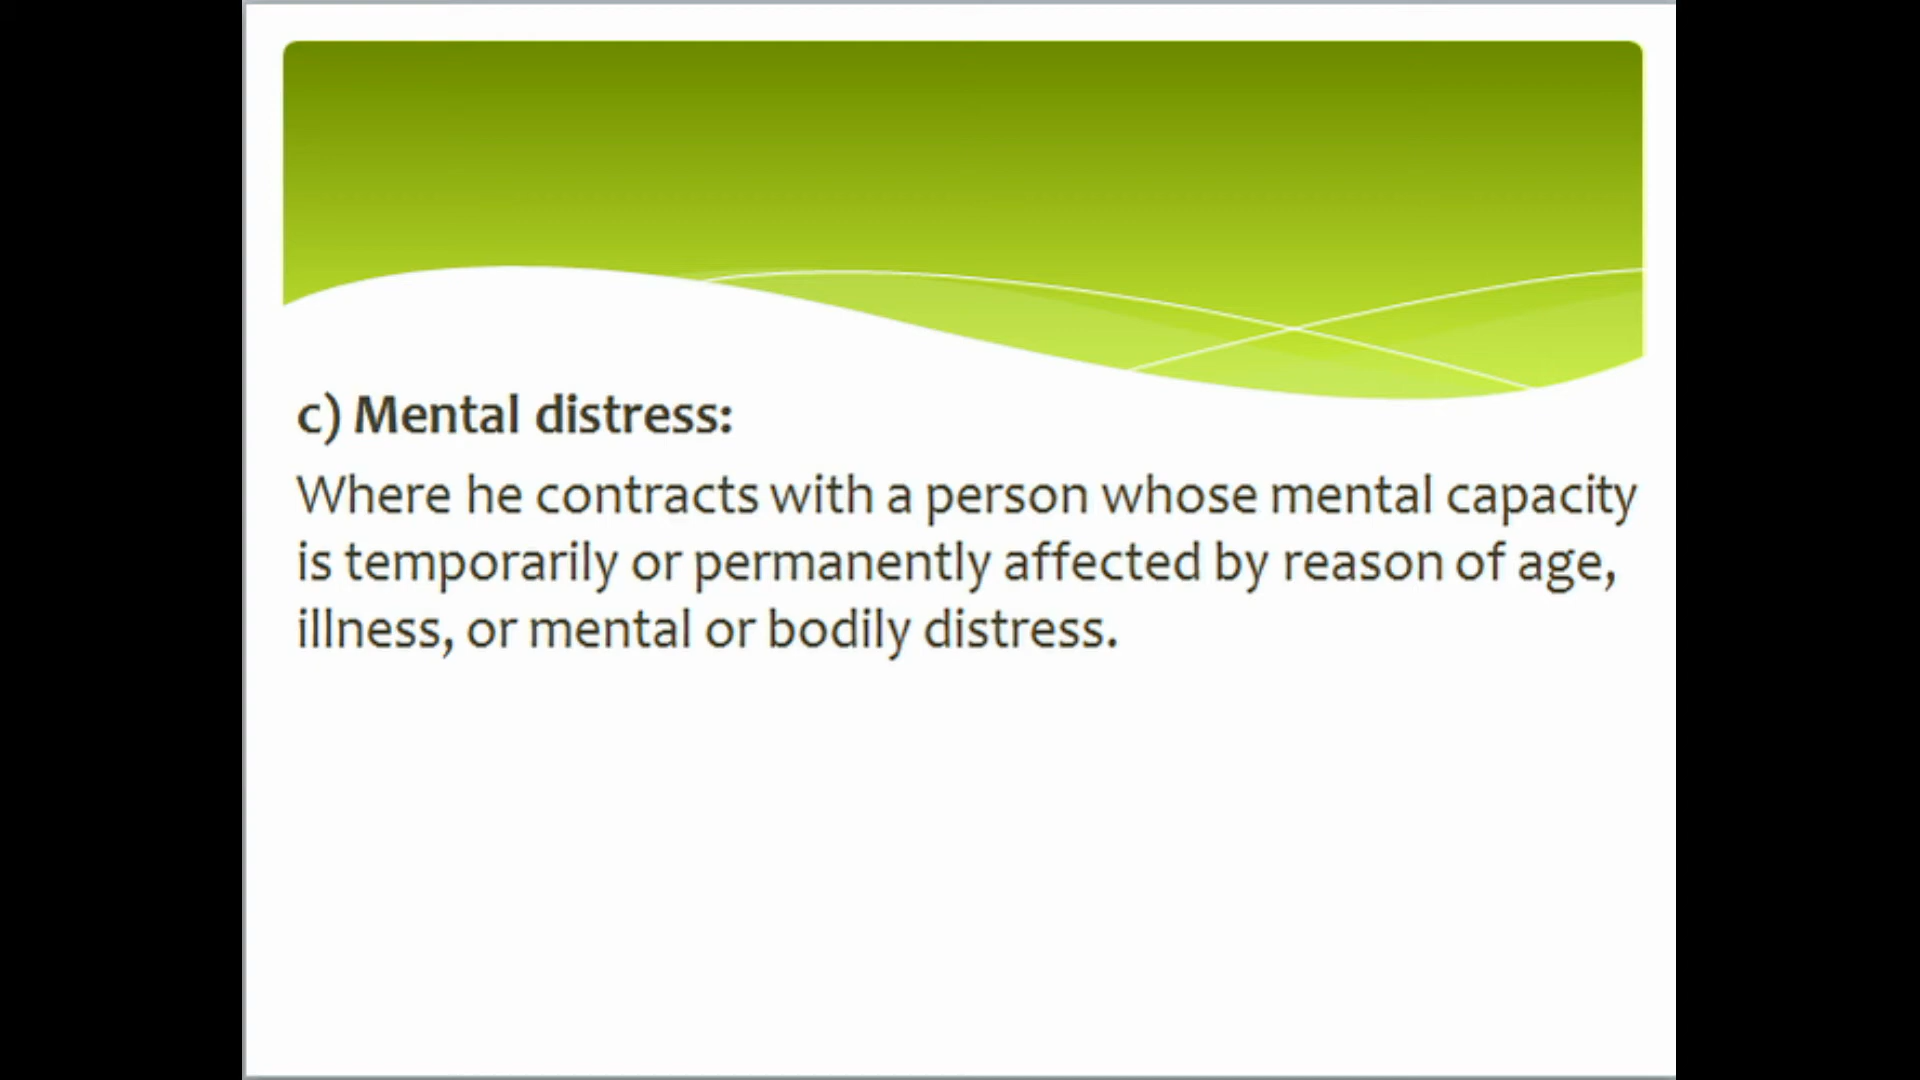 c) Mental distress:
Where he contracts with a person whose mental capacity
is temporarily or permanently affected by reason of age,
illness, or mental or bodily distress.